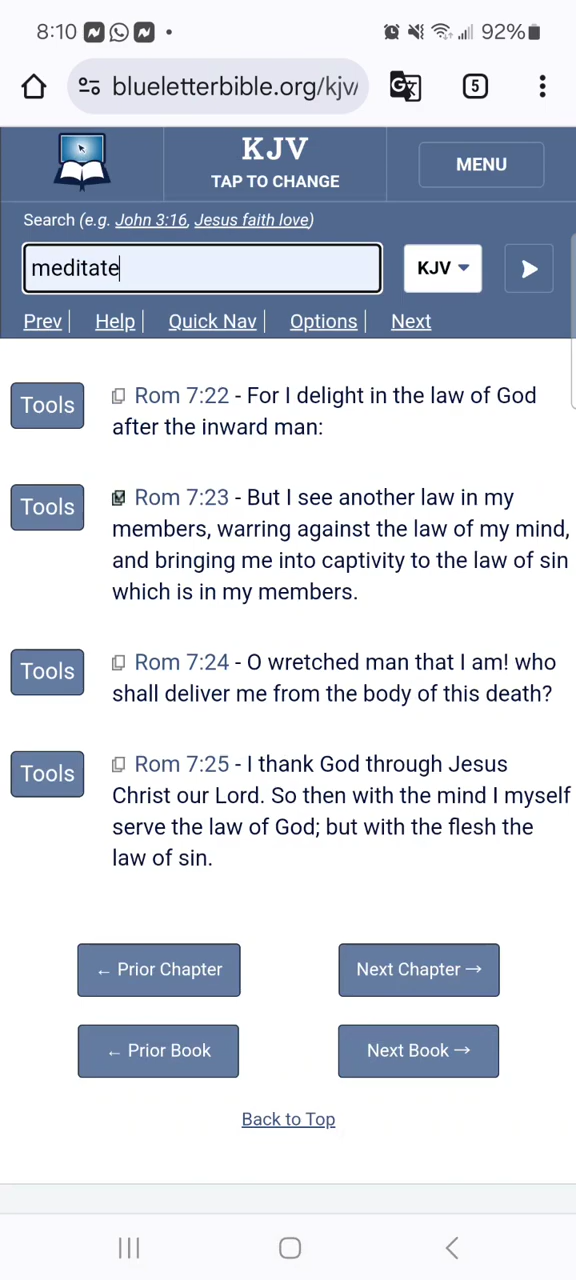 8:10 92%
blueletterbible.org/kjv/ 5
KJV
TAP TO CHANGE
MENU
Search (e.g. John 3:16, Jesus faith love)
meditate KJV
Prev | Help | Quick Nav | Options | Next
Tools Rom 7:22 - For I delight in the law of God
after the inward man:
Tools Rom 7:23 - But I see another law in my
members, warring against the law of my mind,
and bringing me into captivity to the law of sin
which is in my members.
Tools Rom 7:24 - O wretched man that I am! who
shall deliver me from the body of this death?
Tools Rom 7:25 - I thank God through Jesus
Christ our Lord. So then with the mind I myself
serve the law of God; but with the flesh the
law of sin.
← Prior Chapter Next Chapter →
← Prior Book Next Book →
Back to Top